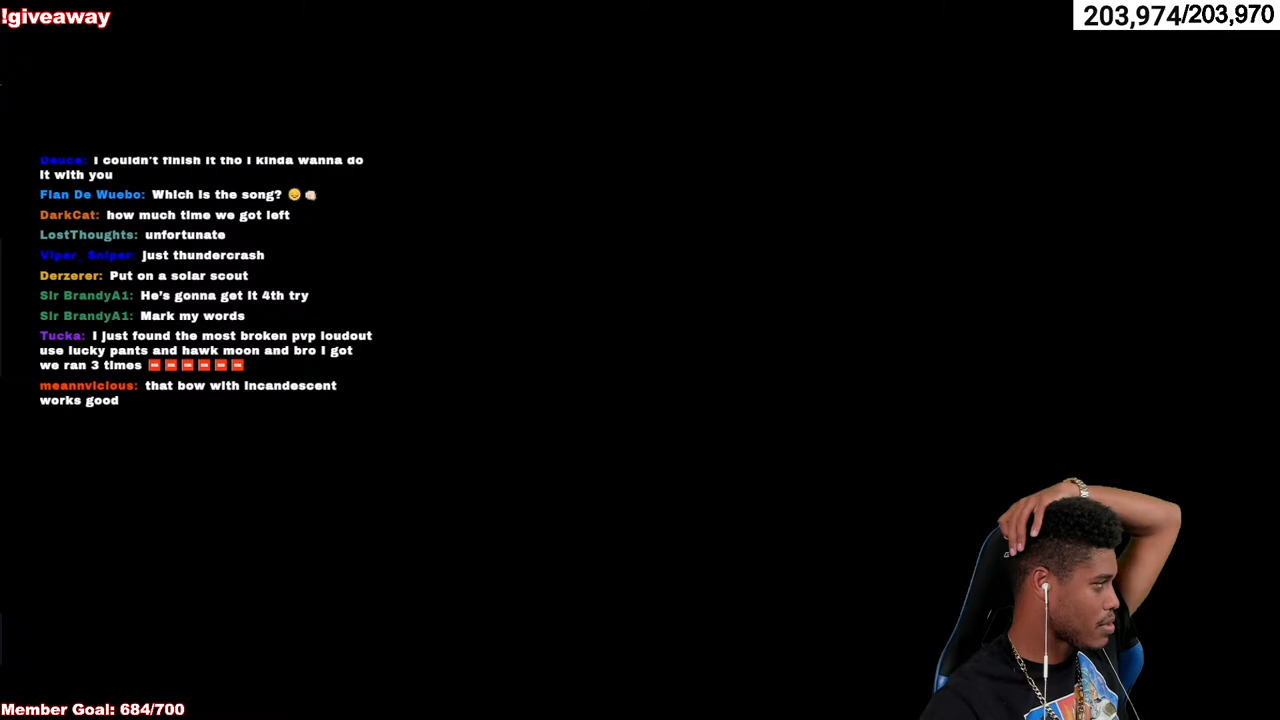 !giveaway
203,974/203,970
Deuce: I couldn't finish it tho I kinda wanna do
it with you
Flan De Wuebo: Which is the song? 😔👊🏻
DarkCat: how much time we got left
LostThoughts: unfortunate
Viper_Sniper: just thundercrash
Derzerer: Put on a solar scout
Sir BrandyA1: He's gonna get it 4th try
Sir BrandyA1: Mark my words
Tucka: I just found the most broken pvp loudout
use lucky pants and hawk moon and bro I got
we ran 3 times
meannvicious: that bow with incandescent
works good
Member Goal: 684/700